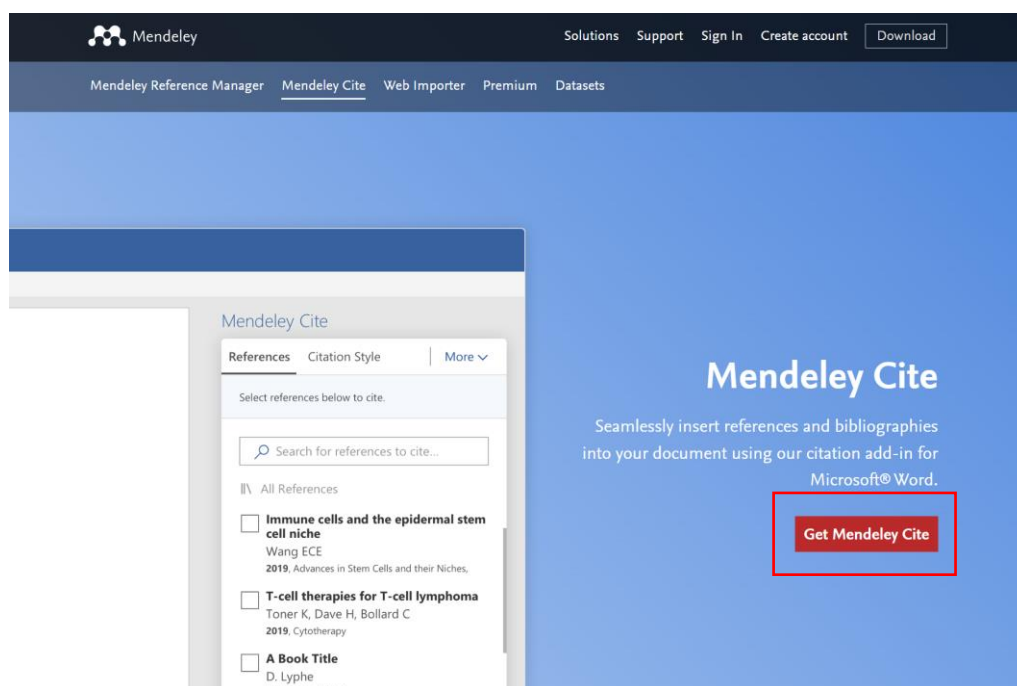 Mendeley
Solutions Support Sign In Create account Download
Mendeley Reference Manager Mendeley Cite Web Importer Premium Datasets
Mendeley Cite
References Citation Style More
Select references below to cite.
Search for references to cite...
All References
Immune cells and the epidermal stem
cell niche
Wang ECE
2019, Advances in Stem Cells and their Niches,
T-cell therapies for T-cell lymphoma
Toner K, Dave H, Bollard C
2019, Cytotherapy
A Book Title
D. Lyphe
Mendeley Cite
Seamlessly insert references and bibliographies
into your document using our citation add-in for
Microsoft® Word.
Get Mendeley Cite